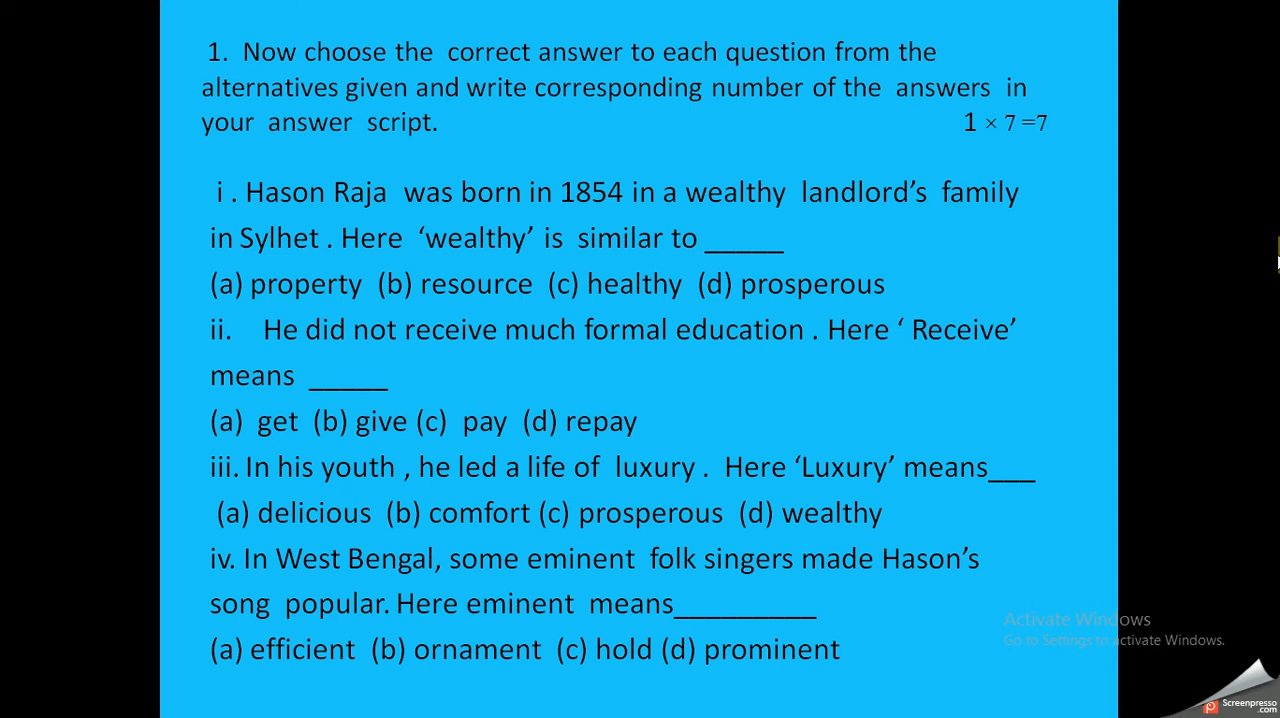 1. Now choose the correct answer to each question from the
alternatives given and write corresponding number of the answers in
your answer script. 1 × 7 =7
i . Hason Raja was born in 1854 in a wealthy landlord’s family
in Sylhet . Here ‘wealthy’ is similar to _____
(a) property (b) resource (c) healthy (d) prosperous
ii. He did not receive much formal education . Here ‘ Receive’
means _____
(a) get (b) give (c) pay (d) repay
iii. In his youth , he led a life of luxury . Here ‘Luxury’ means___
(a) delicious (b) comfort (c) prosperous (d) wealthy
iv. In West Bengal, some eminent folk singers made Hason’s
song popular. Here eminent means_________
(a) efficient (b) ornament (c) hold (d) prominent
Activate Windows
Go to Settings to activate Windows.
Screenpresso
.com